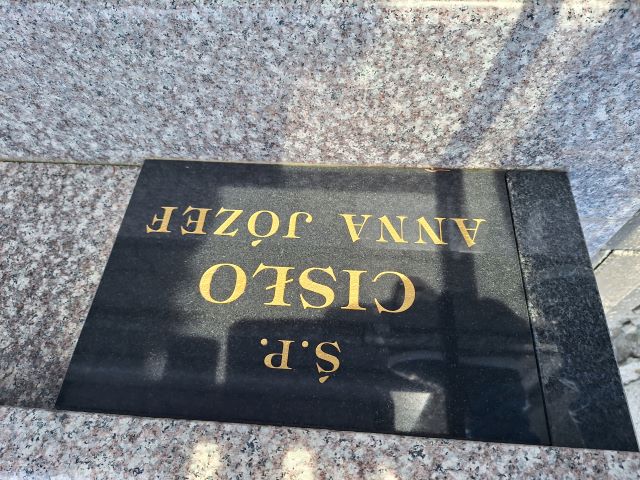 Ś.P.
CISŁO
ANNA JÓZEF